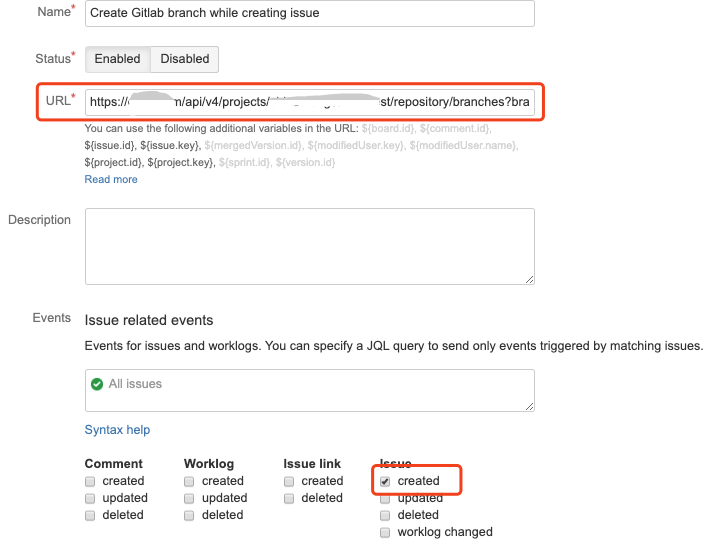 Name* Create Gitlab branch while creating issue
Status* Enabled Disabled
URL* https:// m/api/v4/projects/ st/repository/branches?bra
You can use the following additional variables in the URL: ${board.id}, ${comment.id},
${issue.id}, ${issue.key}, ${mergedVersion.id}, ${modifiedUser.key}, ${modifiedUser.name},
${project.id}, ${project.key}, ${sprint.id}, ${version.id}
Read more
Description
Events Issue related events
Events for issues and worklogs. You can specify a JQL query to send only events triggered by matching issues.
All issues
Syntax help
Comment Worklog Issue link Issue
created created created created
updated updated deleted updated
deleted deleted deleted
worklog changed